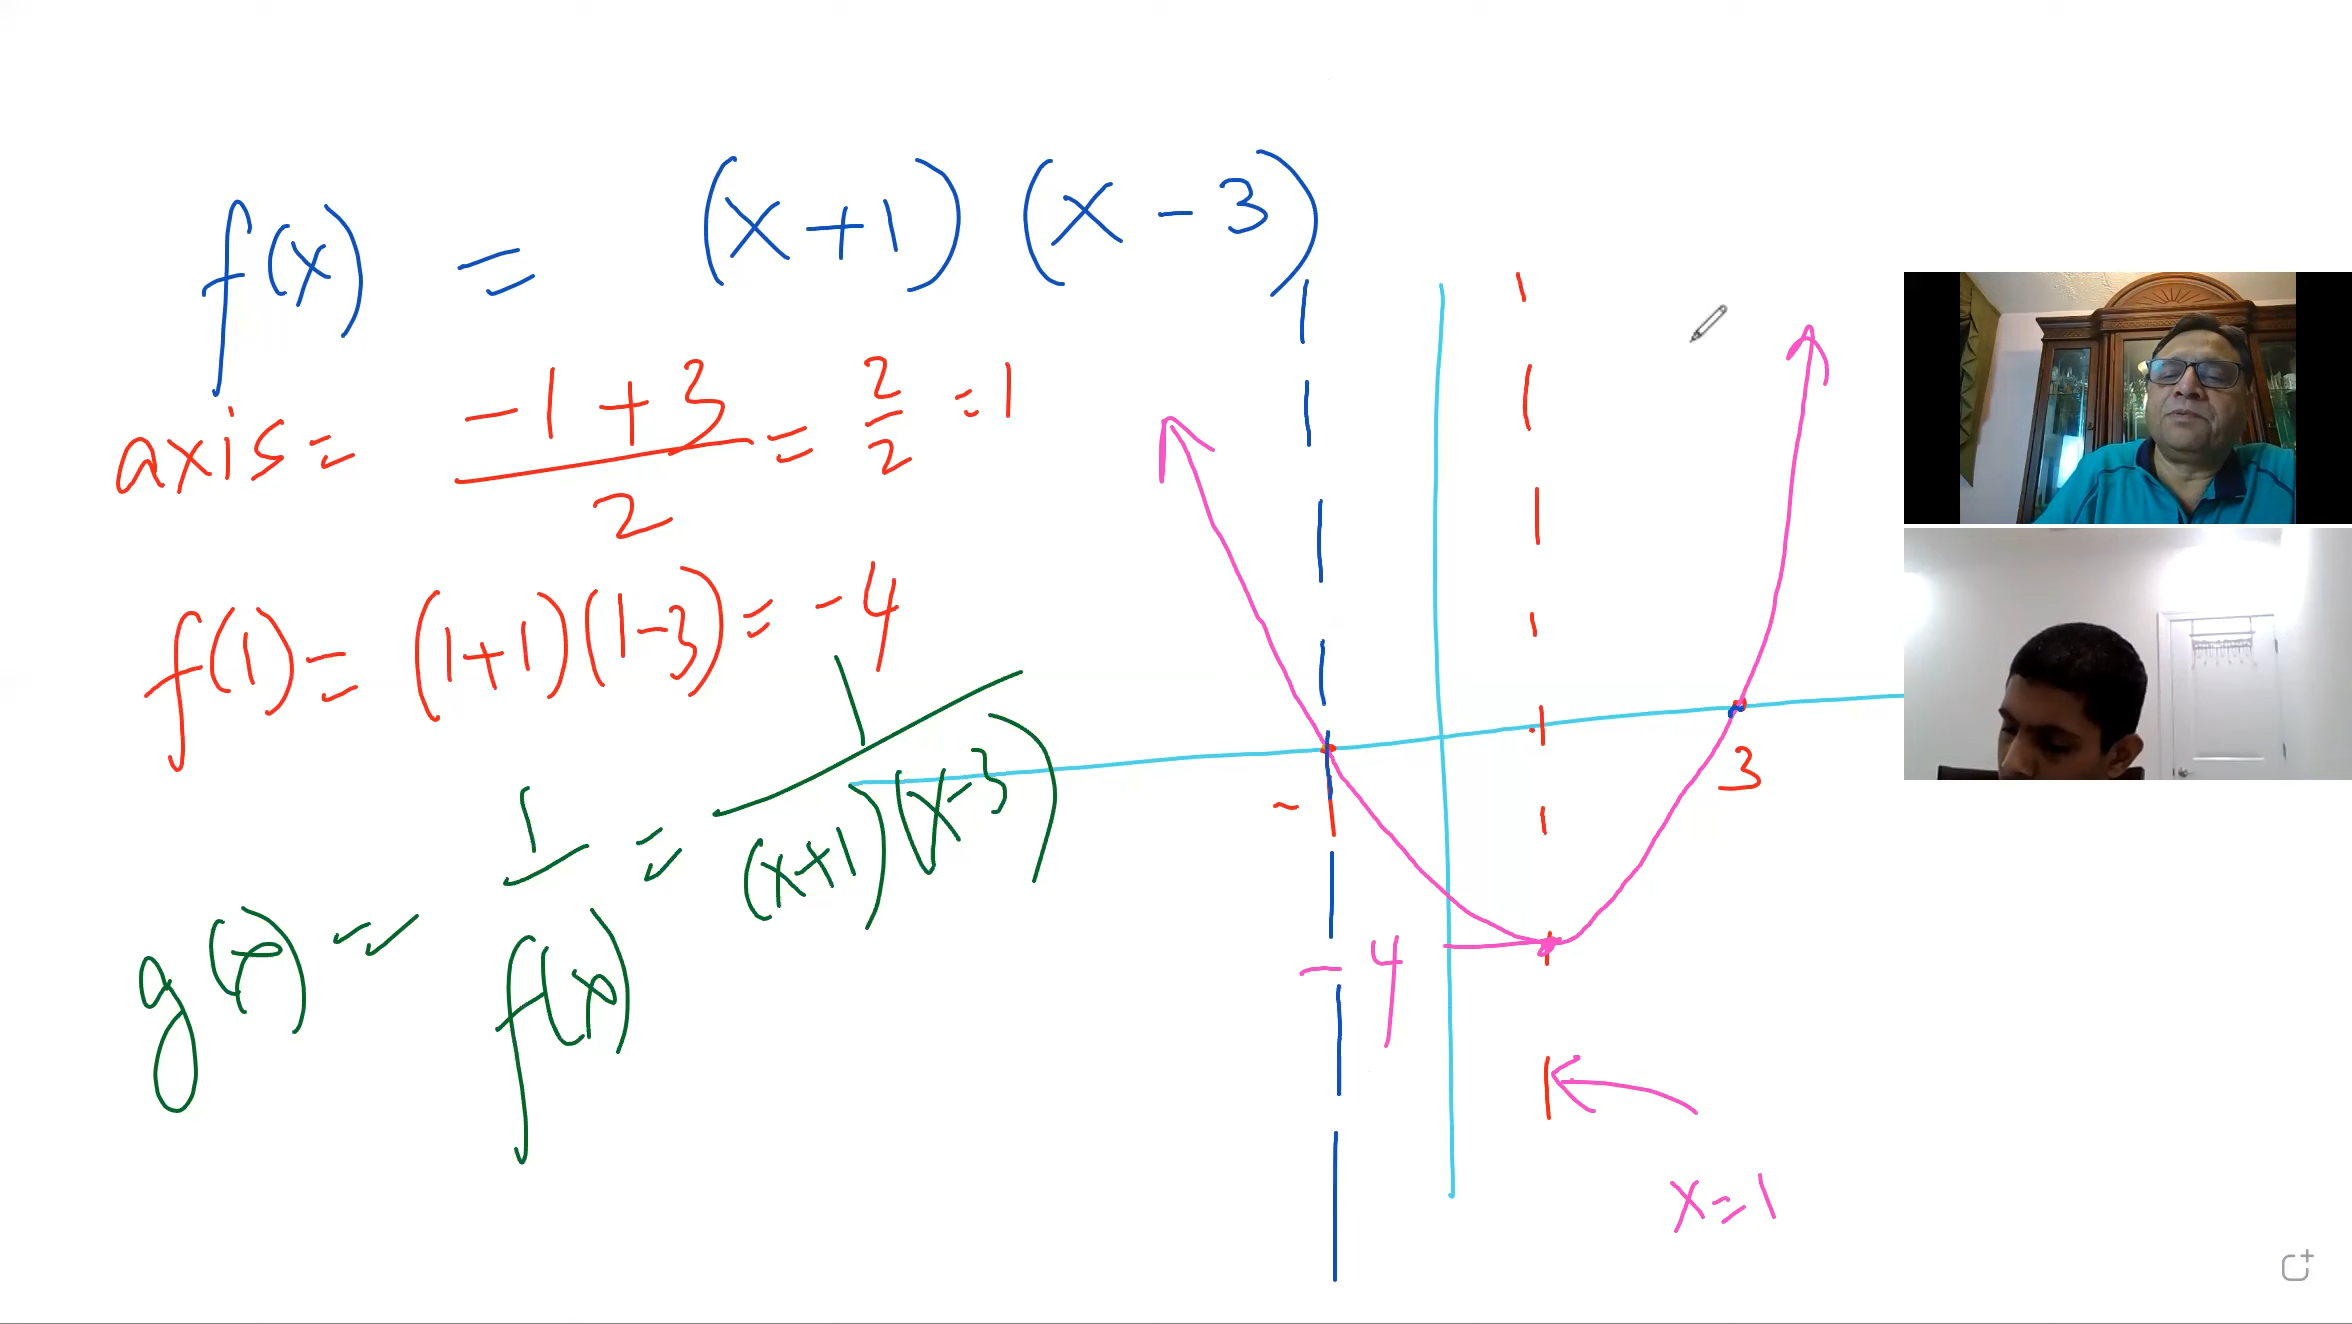 f(x) = (x+1) (x-3)
axis = (-1+3)/2 = 2/2 = 1
f(1) = (1+1)(1-3) = -4
g(x) = 1/f(x) = 1/((x+1)(x-3))
-1
3
-4
x=1